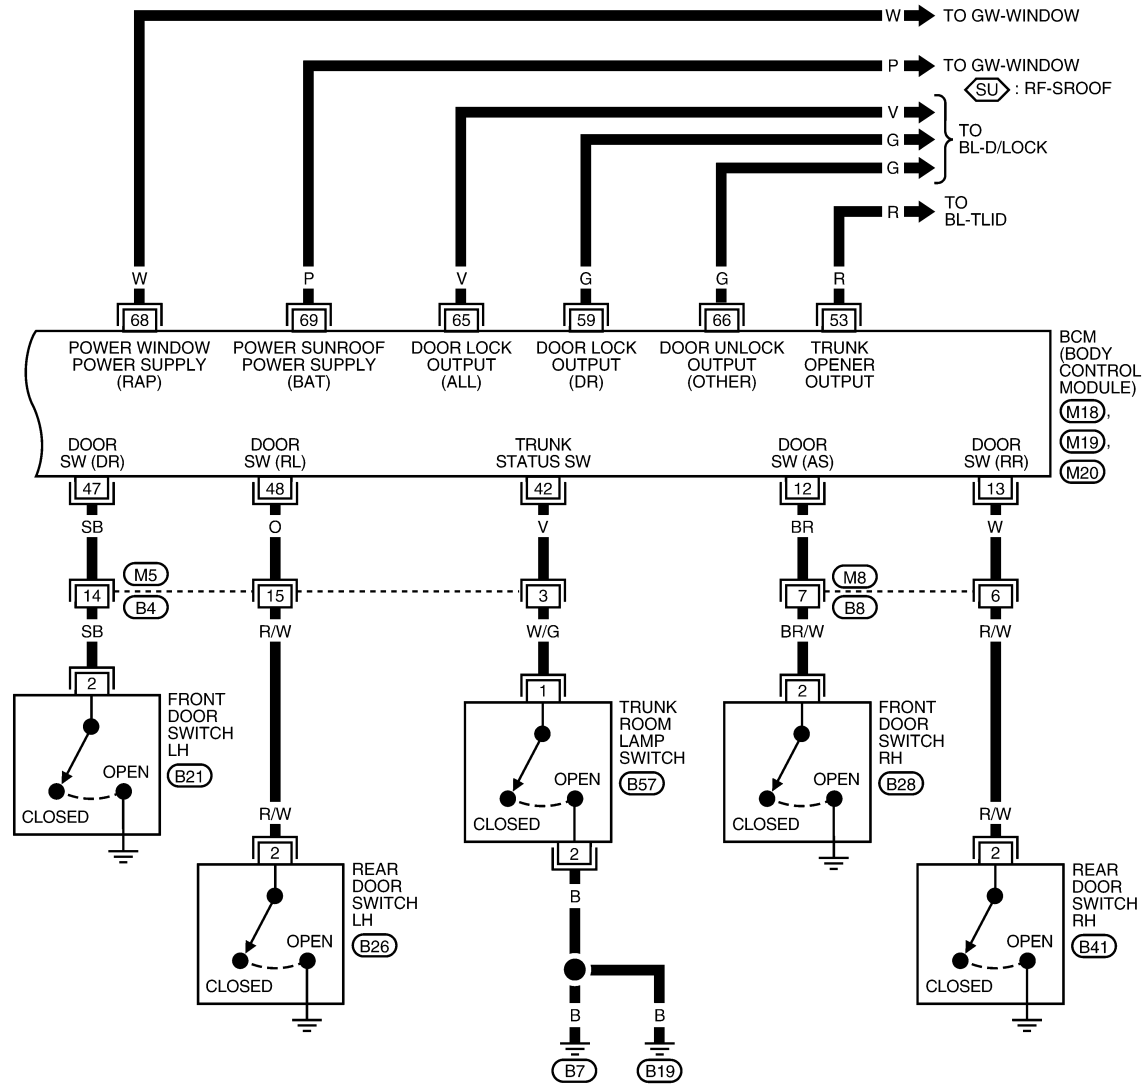 W TO GW-WINDOW
P TO GW-WINDOW
SU : RF-SROOF
V
G
G
TO
BL-D/LOCK
R
TO
BL-TLID
W P V G G R
68 69 65 59 66 53
POWER WINDOW
POWER SUPPLY
(RAP)
POWER SUNROOF
POWER SUPPLY
(BAT)
DOOR LOCK
OUTPUT
(ALL)
DOOR LOCK
OUTPUT
(DR)
DOOR UNLOCK
OUTPUT
(OTHER)
TRUNK
OPENER
OUTPUT
BCM
(BODY
CONTROL
MODULE)
M18,
M19,
M20
DOOR
SW (DR)
DOOR
SW (RL)
TRUNK
STATUS SW
DOOR
SW (AS)
DOOR
SW (RR)
47 48 42 12 13
SB O V BR W
M5 M8
14 15 3 7 6
B4 B8
SB R/W W/G BR/W R/W
2
FRONT
DOOR
SWITCH
LH
B21
OPEN
CLOSED
1
TRUNK
ROOM
LAMP
SWITCH
B57
OPEN
CLOSED
2
FRONT
DOOR
SWITCH
RH
B28
OPEN
CLOSED
R/W
2
REAR
DOOR
SWITCH
LH
B26
OPEN
CLOSED
2
B
B B
B7 B19
R/W
2
REAR
DOOR
SWITCH
RH
B41
OPEN
CLOSED